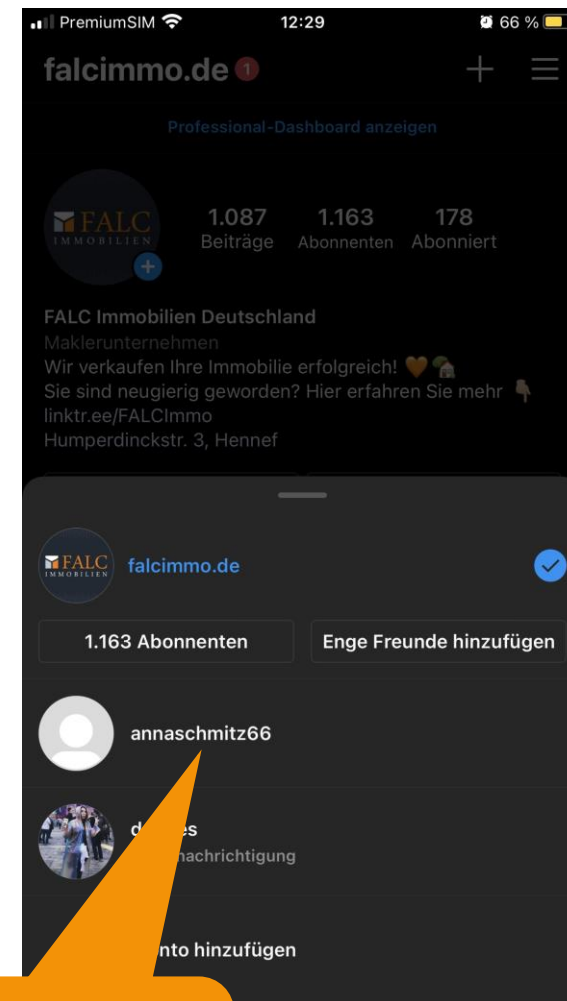 PremiumSIM 12:29 66 %
falcimmo.de 1
Professional-Dashboard anzeigen
FALC
IMMOBILIEN
1.087 1.163 178
Beiträge Abonnenten Abonniert
FALC Immobilien Deutschland
Maklerunternehmen
Wir verkaufen Ihre Immobilie erfolgreich! 🧡🏡
Sie sind neugierig geworden? Hier erfahren Sie mehr 👇🏼
linktr.ee/FALCImmo
Humperdinckstr. 3, Hennef
FALC
IMMOBILIEN
falcimmo.de
1.163 Abonnenten Enge Freunde hinzufügen
annaschmitz66
hinzufügen